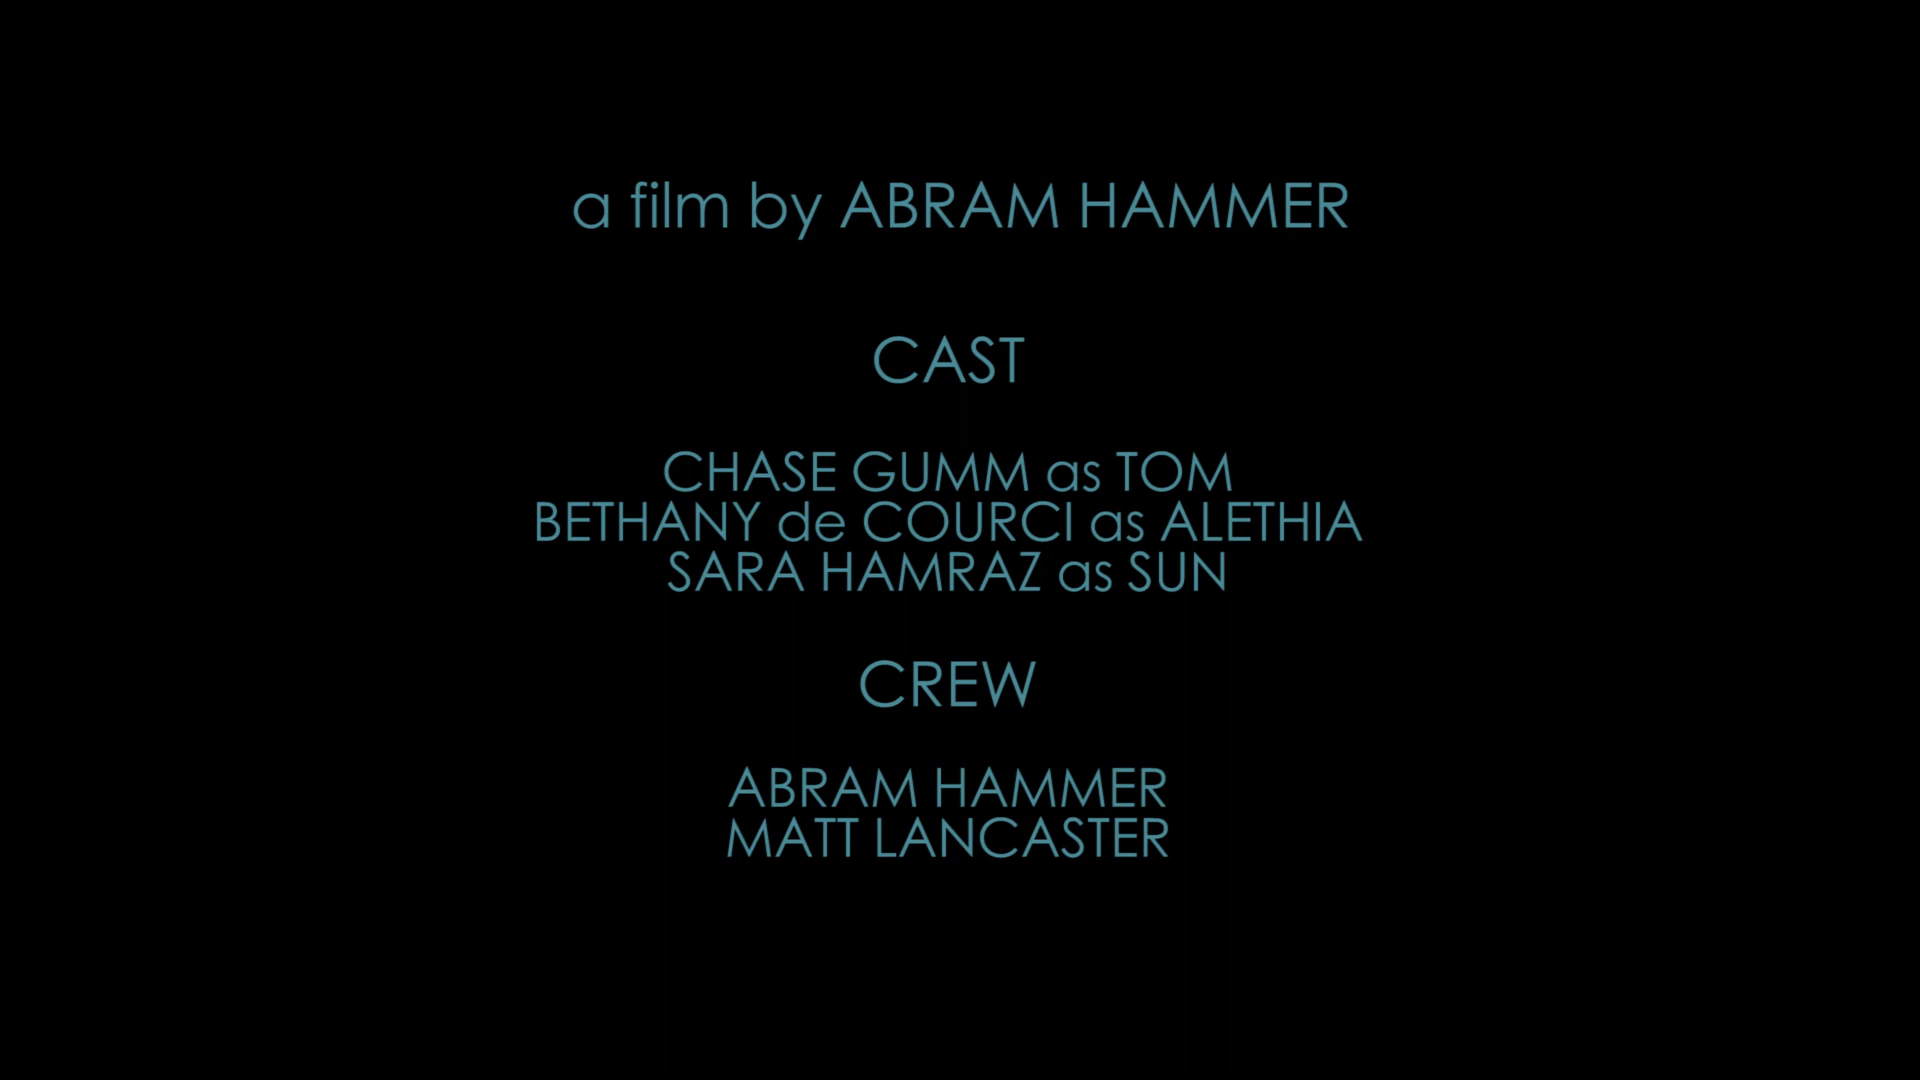 a film by ABRAM HAMMER
CAST
CHASE GUMM as TOM
BETHANY de COURCI as ALETHIA
SARA HAMRAZ as SUN
CREW
ABRAM HAMMER
MATT LANCASTER